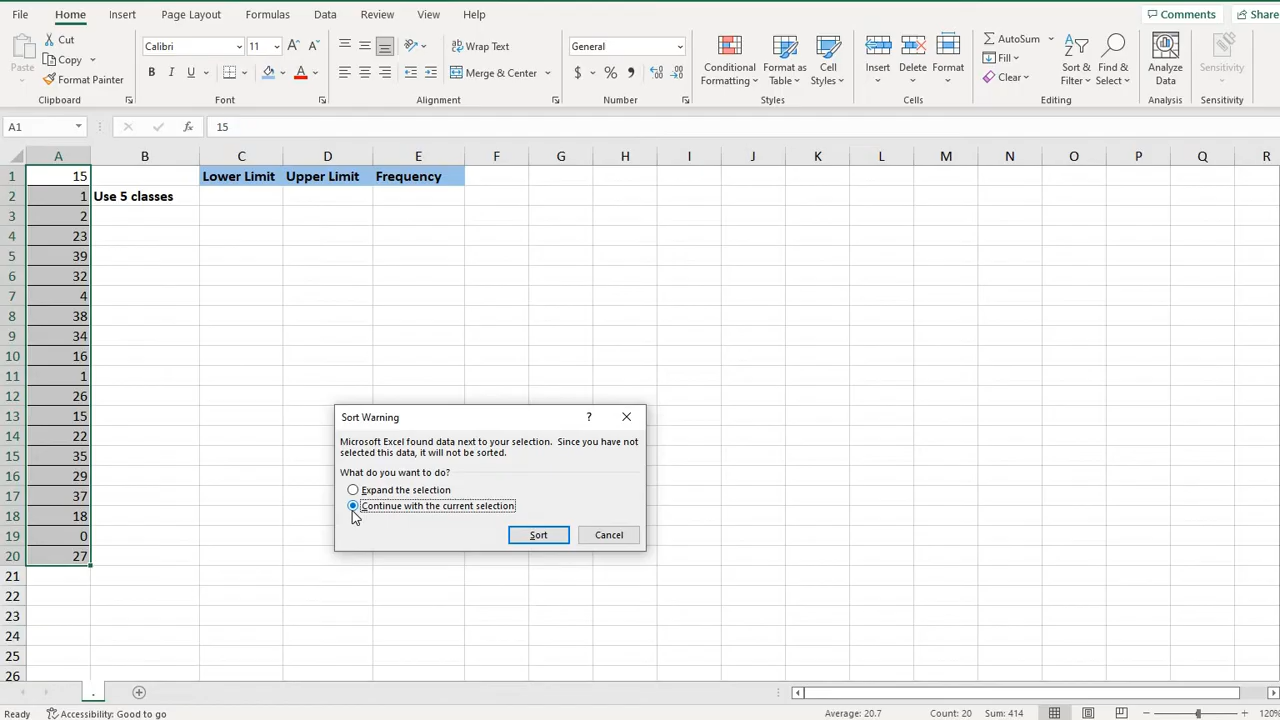 File Home Insert Page Layout Formulas Data Review View Help Comments Share
Paste Cut Copy Format Painter Clipboard
Calibri 11 A A B I U A Font
Wrap Text Merge & Center Alignment
General $ % , Number
Conditional Formatting Format as Table Cell Styles Styles
Insert Delete Format Cells
AutoSum Fill Clear Sort & Filter Find & Select Editing
Analyze Data Analysis
Sensitivity Sensitivity
A1 fx 15
A B C D E F G H I J K L M N O P Q R
1 15 Lower Limit Upper Limit Frequency
2 1 Use 5 classes
3 2
4 23
5 39
6 32
7 4
8 38
9 34
10 16
11 1
12 26
13 15
14 22
15 35
16 29
17 37
18 18
19 0
20 27
21
22
23
24
25
26
Sort Warning ?
Microsoft Excel found data next to your selection. Since you have not
selected this data, it will not be sorted.
What do you want to do?
Expand the selection
Continue with the current selection
Sort Cancel
.
Ready Accessibility: Good to go Average: 20.7 Count: 20 Sum: 414 120%